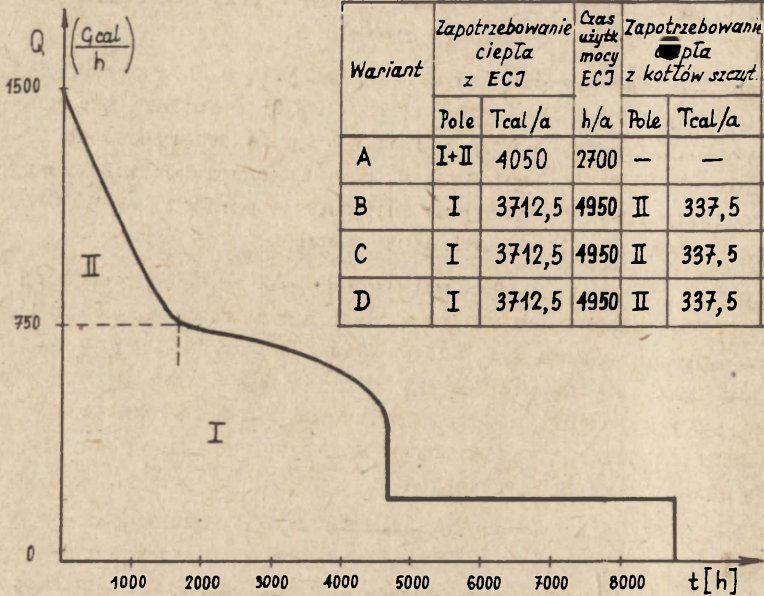 Q (Gcal/h)
1500
750
0
II
I
1000 2000 3000 4000 5000 6000 7000 8000 t[h]
Wariant
Zapotrzebowanie
ciepła
z ECJ
Czas
użytk
mocy
ECJ
Zapotrzebowanie
ciepła
z kotłów szczyt.
Pole Tcal/a h/a Pole Tcal/a
A I+II 4050 2700 — —
B I 3712,5 4950 II 337,5
C I 3712,5 4950 II 337,5
D I 3712,5 4950 II 337,5